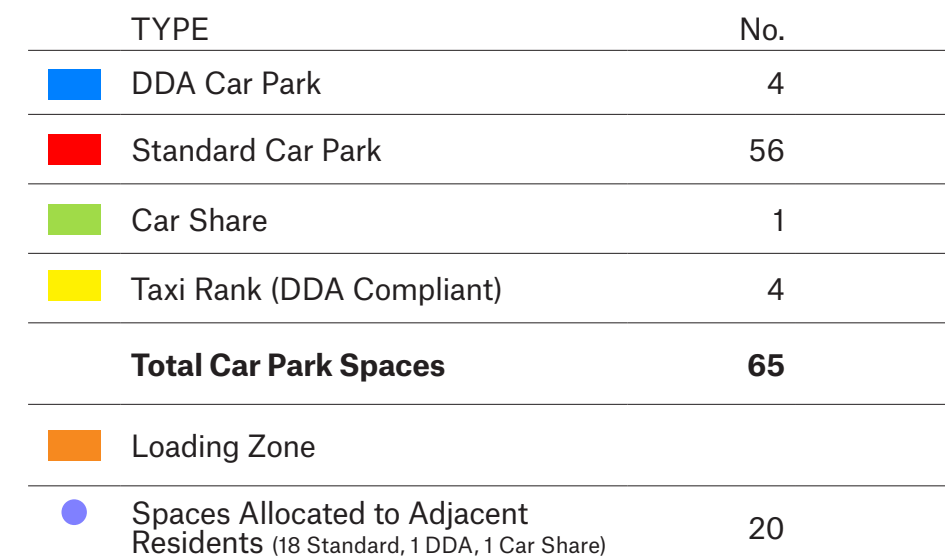 TYPE No.
DDA Car Park 4
Standard Car Park 56
Car Share 1
Taxi Rank (DDA Compliant) 4
Total Car Park Spaces 65
Loading Zone
Spaces Allocated to Adjacent
Residents (18 Standard, 1 DDA, 1 Car Share) 20